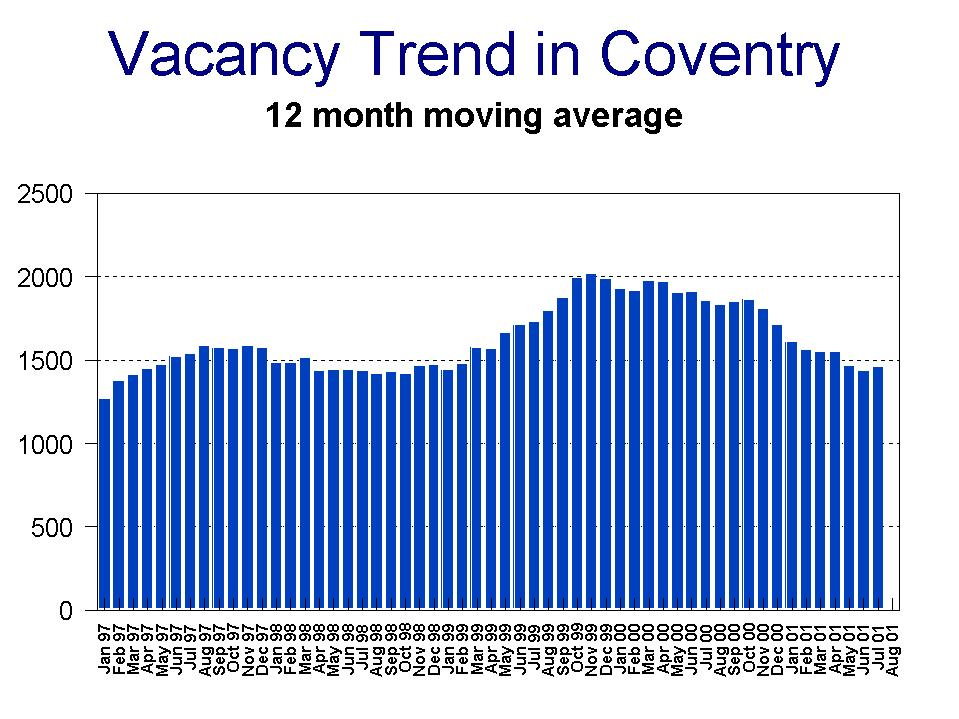 Vacancy Trend in Coventry
12 month moving average
2500
2000
1500
1000
500
0
Jan 97
Feb 97
Mar 97
Apr 97
May 97
Jun 97
Jul 97
Aug 97
Sep 97
Oct 97
Nov 97
Dec 97
Jan 98
Feb 98
Mar 98
Apr 98
May 98
Jun 98
Jul 98
Aug 98
Sep 98
Oct 98
Nov 98
Dec 98
Jan 99
Feb 99
Mar 99
Apr 99
May 99
Jun 99
Jul 99
Aug 99
Sep 99
Oct 99
Nov 99
Dec 99
Jan 00
Feb 00
Mar 00
Apr 00
May 00
Jun 00
Jul 00
Aug 00
Sep 00
Oct 00
Nov 00
Dec 00
Jan 01
Feb 01
Mar 01
Apr 01
May 01
Jun 01
Jul 01
Aug 01